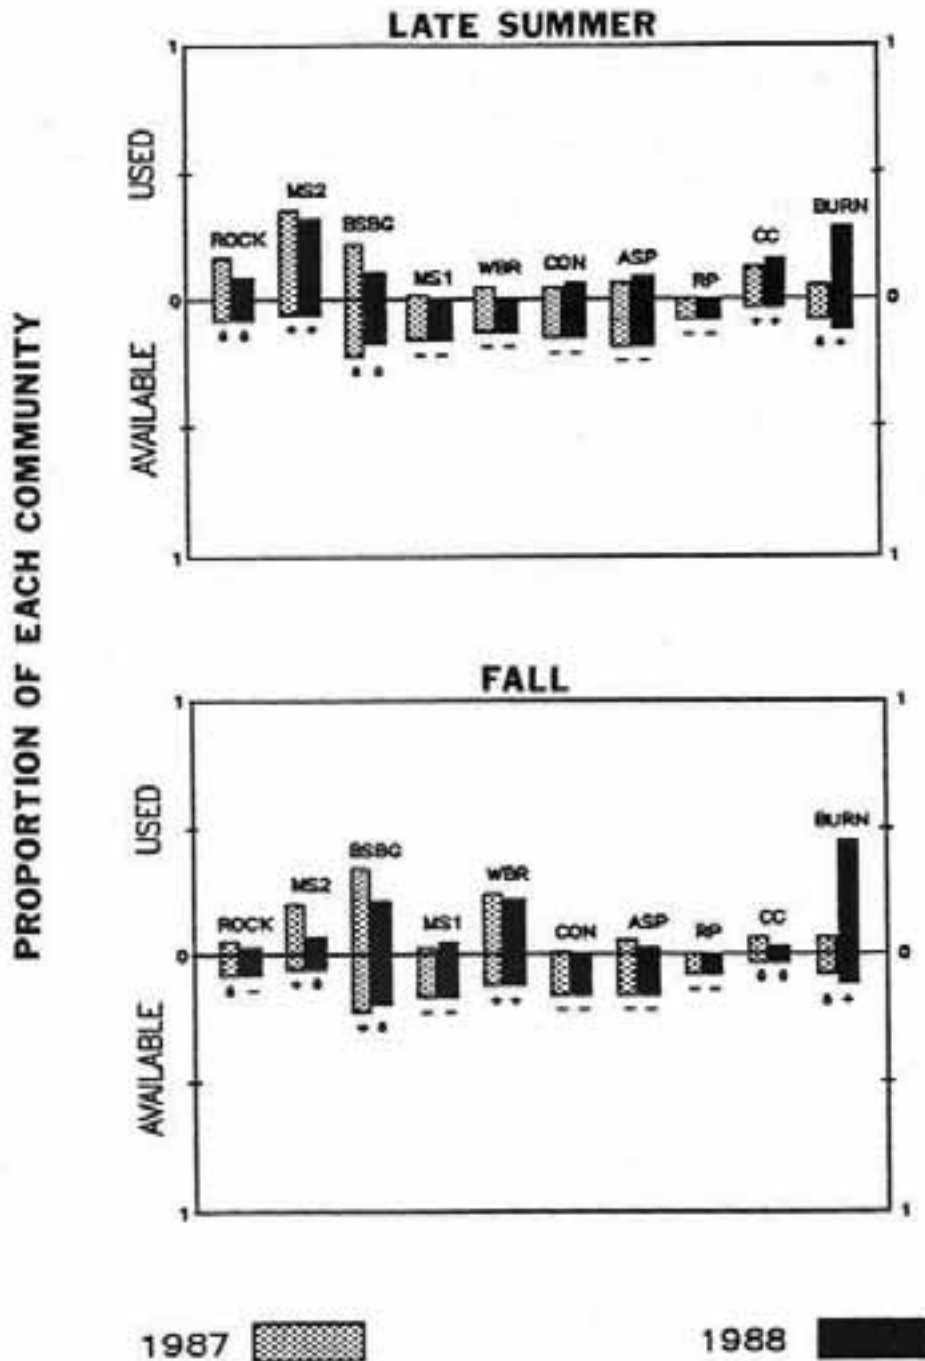 LATE SUMMER
1
1
USED
MS2
BURN
ROCK
BSBG
CC
MS1
WBR
CON
ASP
RP
0
0
- -
+ +
+ +
- -
- -
- -
- -
AVAILABLE
1
1
PROPORTION OF EACH COMMUNITY
FALL
1
1
USED
BURN
BSBG
MS2
WBR
ROCK
MS1
CON
ASP
RP
CC
0
0
- -
- -
- -
- -
+ +
AVAILABLE
1
1
1987
1988